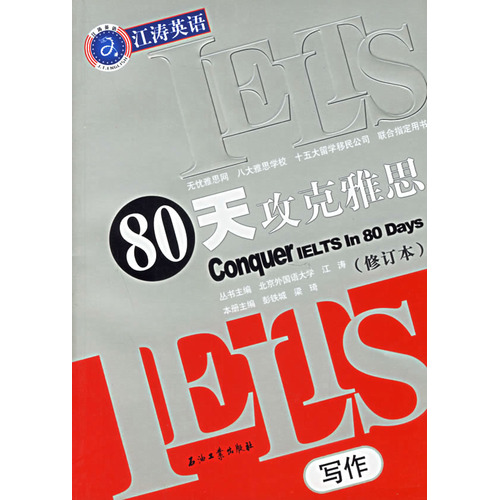 江涛英语
IELTS
无忧雅思网 八大雅思学校 十五大留学移民公司 联合指定用书
80天攻克雅思
Conquer IELTS In 80 Days
(修订本)
丛书主编 北京外国语大学 江涛
本册主编 彭铁城 梁琦
IELTS
石油工业出版社
写作